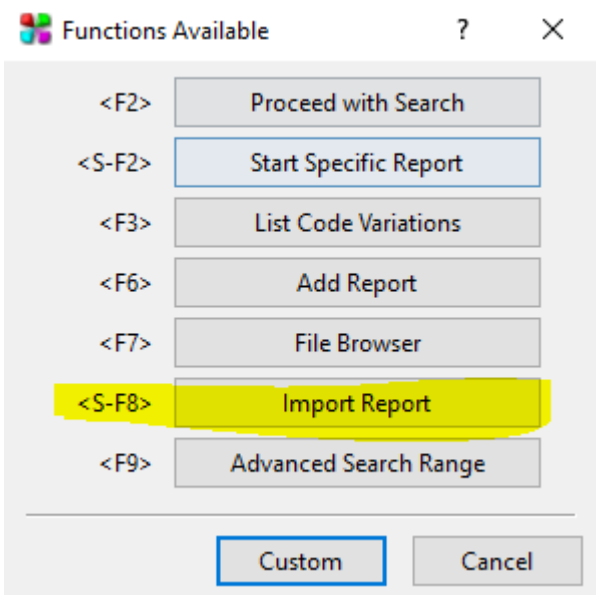 Functions Available ? ×
<F2> Proceed with Search
<S-F2> Start Specific Report
<F3> List Code Variations
<F6> Add Report
<F7> File Browser
<S-F8> Import Report
<F9> Advanced Search Range
Custom Cancel